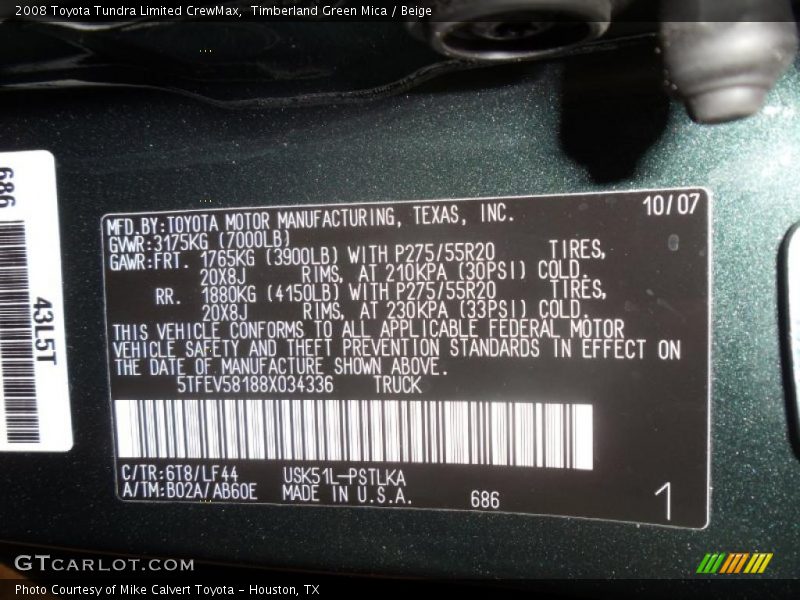 2008 Toyota Tundra Limited CrewMax,  Timberland Green Mica / Beige
686
43L5T
10/07
MFD.BY:TOYOTA MOTOR MANUFACTURING, TEXAS, INC.
GVWR:3175KG (7000LB)
GAWR:FRT. 1765KG (3900LB) WITH P275/55R20 TIRES,
20X8J RIMS, AT 210KPA (30PSI) COLD.
RR. 1880KG (4150LB) WITH P275/55R20 TIRES,
20X8J RIMS, AT 230KPA (33PSI) COLD.
THIS VEHICLE CONFORMS TO ALL APPLICABLE FEDERAL MOTOR
VEHICLE SAFETY AND THEFT PREVENTION STANDARDS IN EFFECT ON
THE DATE OF MANUFACTURE SHOWN ABOVE.
5TFEV58188X034336 TRUCK
C/TR:6T8/LF44 USK51L-PSTLKA
A/TM:B02A/AB60E MADE IN U.S.A. 686
1
GTCARLOT.COM
Photo Courtesy of Mike Calvert Toyota - Houston, TX